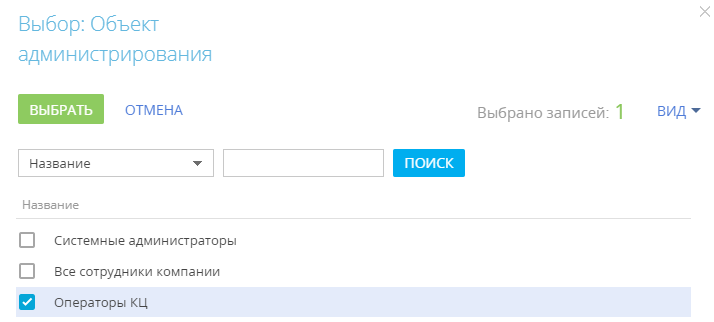 Выбор: Объект
администрирования
ВЫБРАТЬ ОТМЕНА Выбрано записей: 1 ВИД
Название ПОИСК
Название
Системные администраторы
Все сотрудники компании
Операторы КЦ